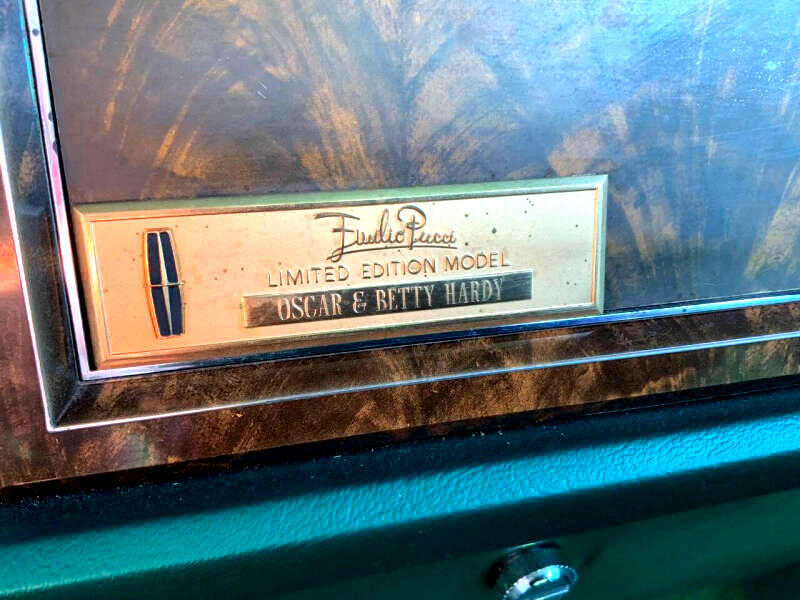 Emilio Pucci
LIMITED EDITION MODEL
OSCAR & BETTY HARDY